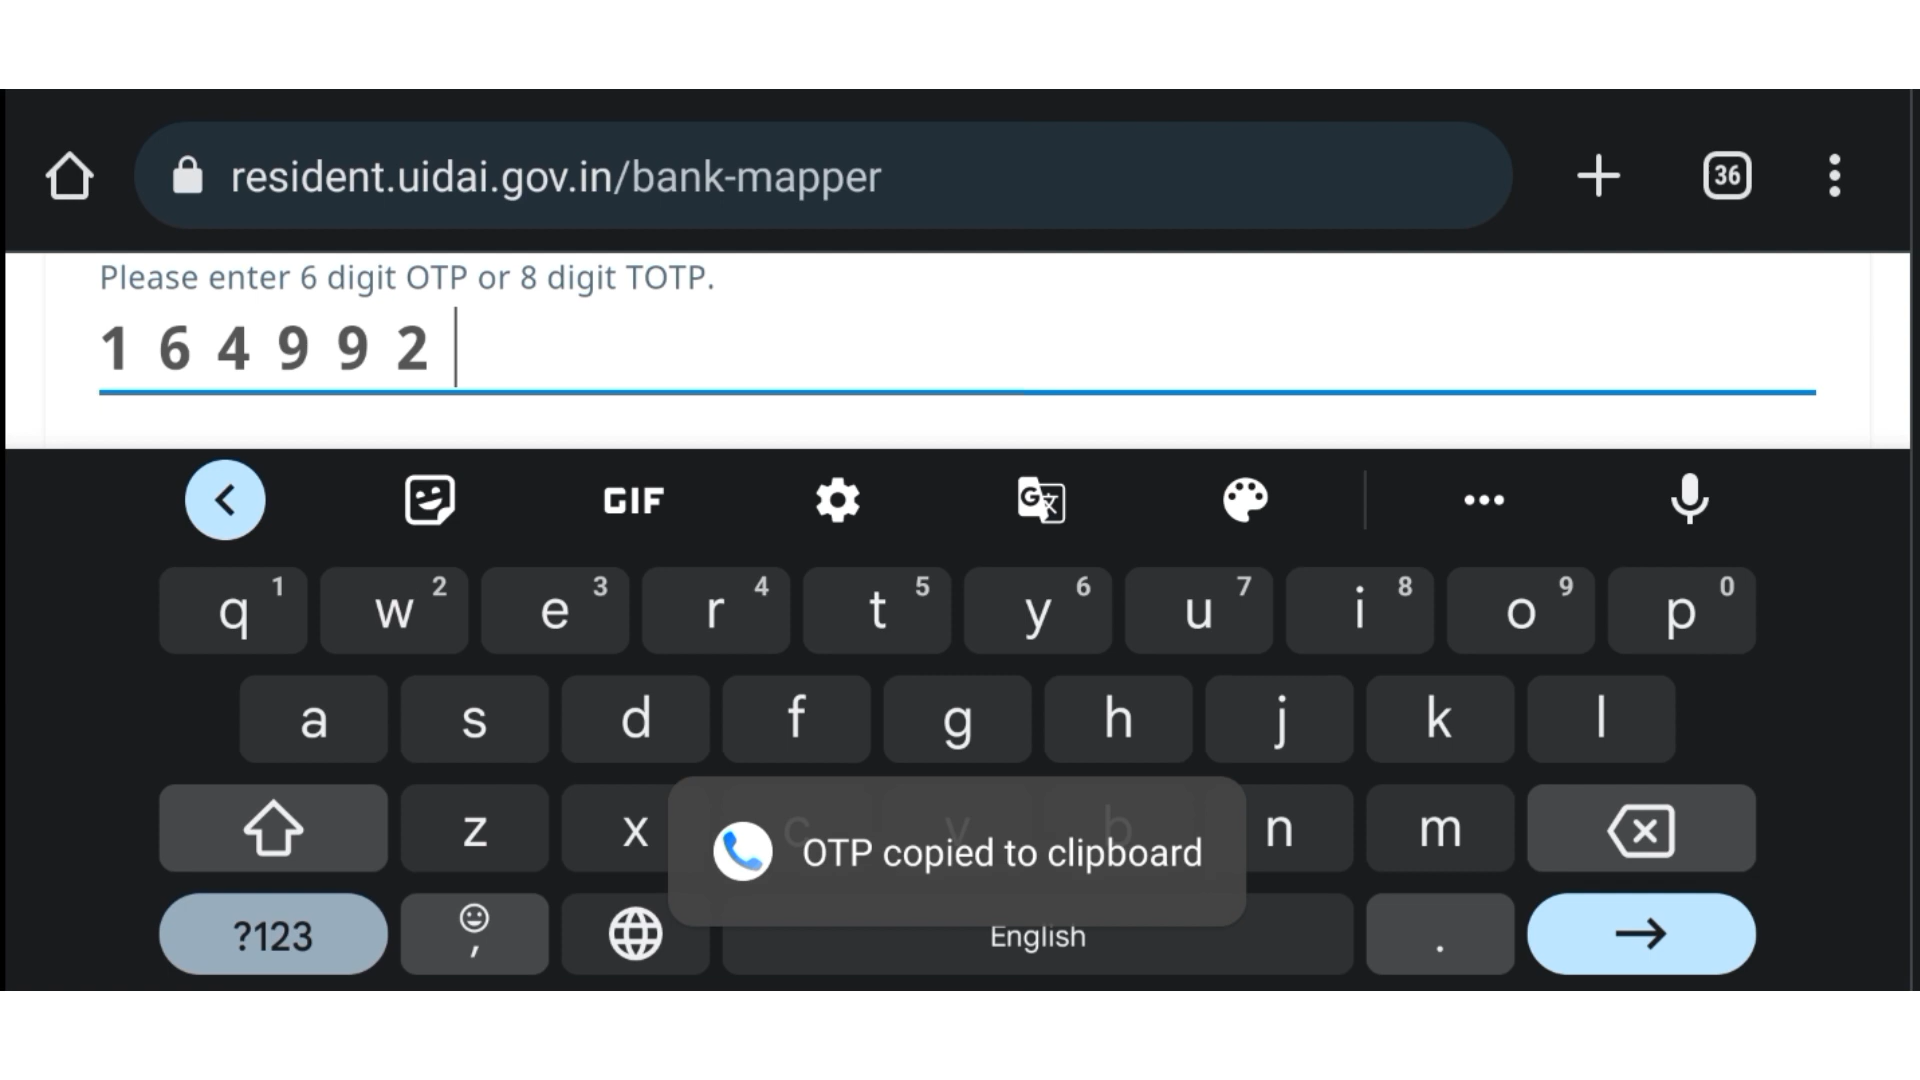 resident.uidai.gov.in/bank-mapper
36
Please enter 6 digit OTP or 8 digit TOTP.
1 6 4 9 9 2
GIF
G 文
q 1 w 2 e 3 r 4 t 5 y 6 u 7 i 8 o 9 p 0
a s d f g h j k l
z x c v b n m
OTP copied to clipboard
?123 , English .